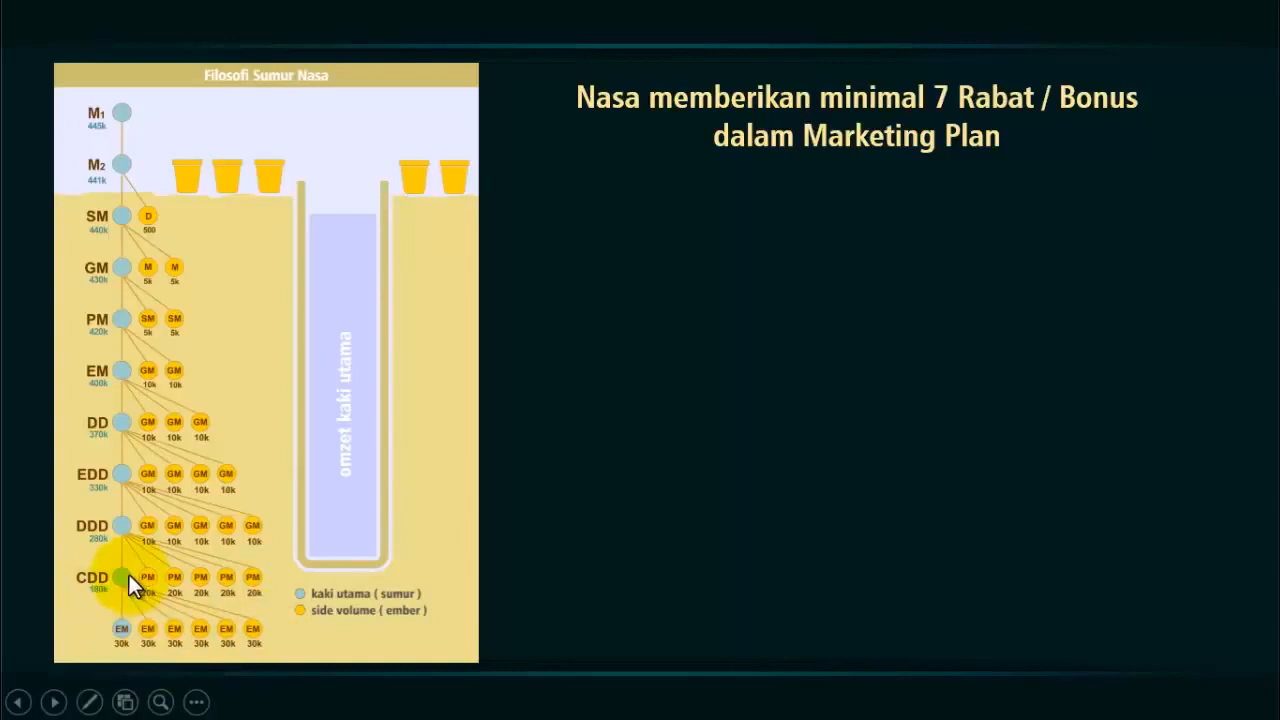 Filosofi Sumur Nasa
Nasa memberikan minimal 7 Rabat / Bonus
dalam Marketing Plan
M1
445k
M2
441k
SM D
440k 500
GM M M
430k 5k 5k
PM SM SM
420k 5k 5k
EM GM GM
400k 10k 10k
DD GM GM GM
370k 10k 10k 10k
EDD GM GM GM GM
330k 10k 10k 10k 10k
DDD GM GM GM GM GM
280k 10k 10k 10k 10k 10k
CDD PM PM PM PM PM
180k 20k 20k 20k 20k 20k
EM EM EM EM EM EM
30k 30k 30k 30k 30k 30k
omzet kaki utama
kaki utama ( sumur )
side volume ( ember )